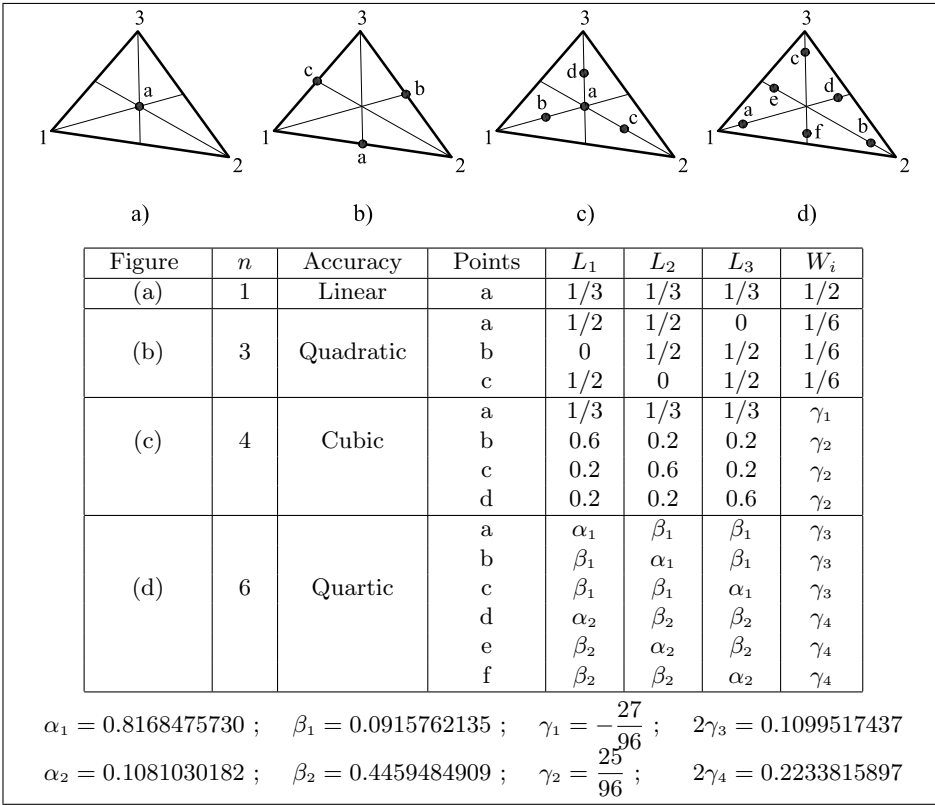 3 3 3 3
a c b d a b c c d e a b f
1 2 1 a 2 1 2 1 2
a) b) c) d)
Figure n Accuracy Points L₁ L₂ L₃ Wᵢ
(a) 1 Linear a 1/3 1/3 1/3 1/2
a 1/2 1/2 0 1/6
(b) 3 Quadratic b 0 1/2 1/2 1/6
c 1/2 0 1/2 1/6
a 1/3 1/3 1/3 γ₁
(c) 4 Cubic b 0.6 0.2 0.2 γ₂
c 0.2 0.6 0.2 γ₂
d 0.2 0.2 0.6 γ₂
a α₁ β₁ β₁ γ₃
b β₁ α₁ β₁ γ₃
(d) 6 Quartic c β₁ β₁ α₁ γ₃
d α₂ β₂ β₂ γ₄
e β₂ α₂ β₂ γ₄
f β₂ β₂ α₂ γ₄
α₁ = 0.8168475730 ; β₁ = 0.0915762135 ; γ₁ = −27/96 ; 2γ₃ = 0.1099517437
α₂ = 0.1081030182 ; β₂ = 0.4459484909 ; γ₂ = 25/96 ; 2γ₄ = 0.2233815897